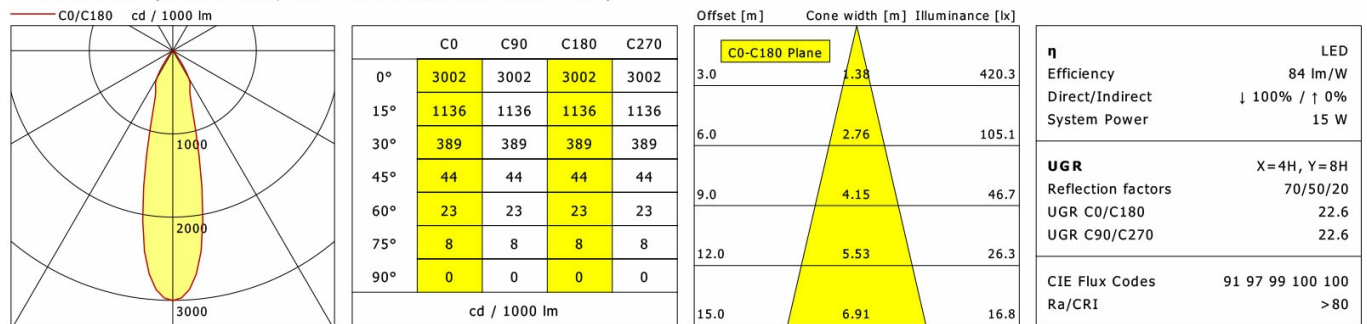 C0/C180 cd / 1000 lm
1000
2000
3000
C0 C90 C180 C270
0° 3002 3002 3002 3002
15° 1136 1136 1136 1136
30° 389 389 389 389
45° 44 44 44 44
60° 23 23 23 23
75° 8 8 8 8
90° 0 0 0 0
cd / 1000 lm
Offset [m] Cone width [m] Illuminance [lx]
C0-C180 Plane
3.0 1.38 420.3
6.0 2.76 105.1
9.0 4.15 46.7
12.0 5.53 26.3
15.0 6.91 16.8
η LED
Efficiency 84 lm/W
Direct/Indirect ↓ 100% / ↑ 0%
System Power 15 W
UGR X=4H, Y=8H
Reflection factors 70/50/20
UGR C0/C180 22.6
UGR C90/C270 22.6
CIE Flux Codes 91 97 99 100 100
Ra/CRI >80